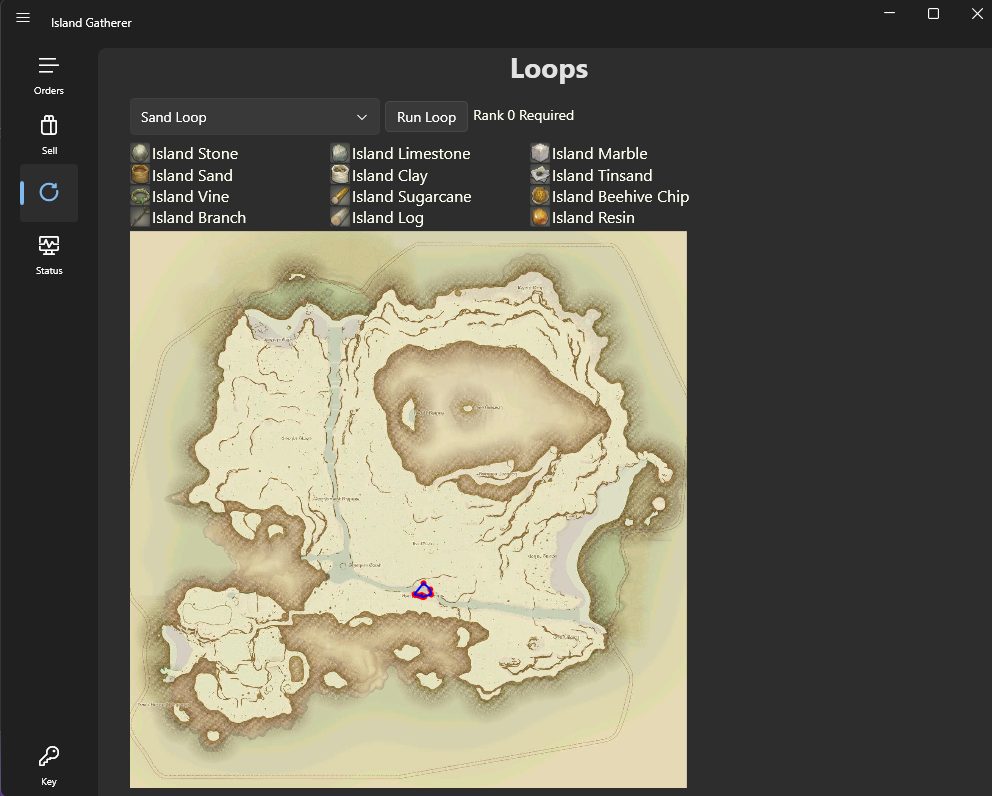 Island Gatherer
Loops
Orders
Sand Loop
Run Loop
Rank 0 Required
Sell
Island Stone
Island Limestone
Island Marble
Island Sand
Island Clay
Island Tinsand
Island Vine
Island Sugarcane
Island Beehive Chip
Island Branch
Island Log
Island Resin
Status
Key